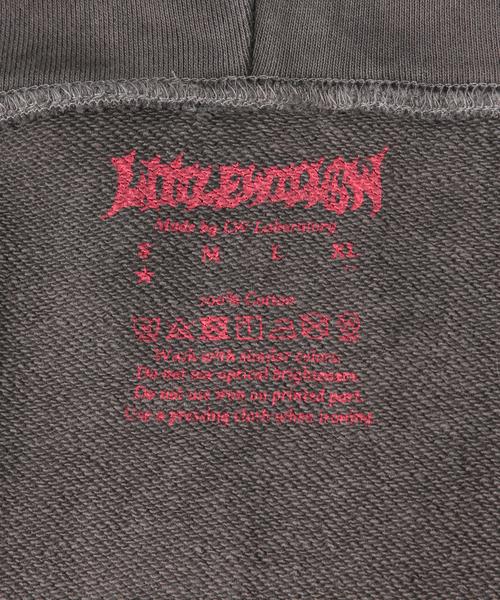 LITTLEWILLOW
Made by LW Laboratory
S M L XL
★
100% Cotton
Wash with similar colors.
Do not use optical brighteners.
Do not use iron on printed part.
Use a pressing cloth when ironing.